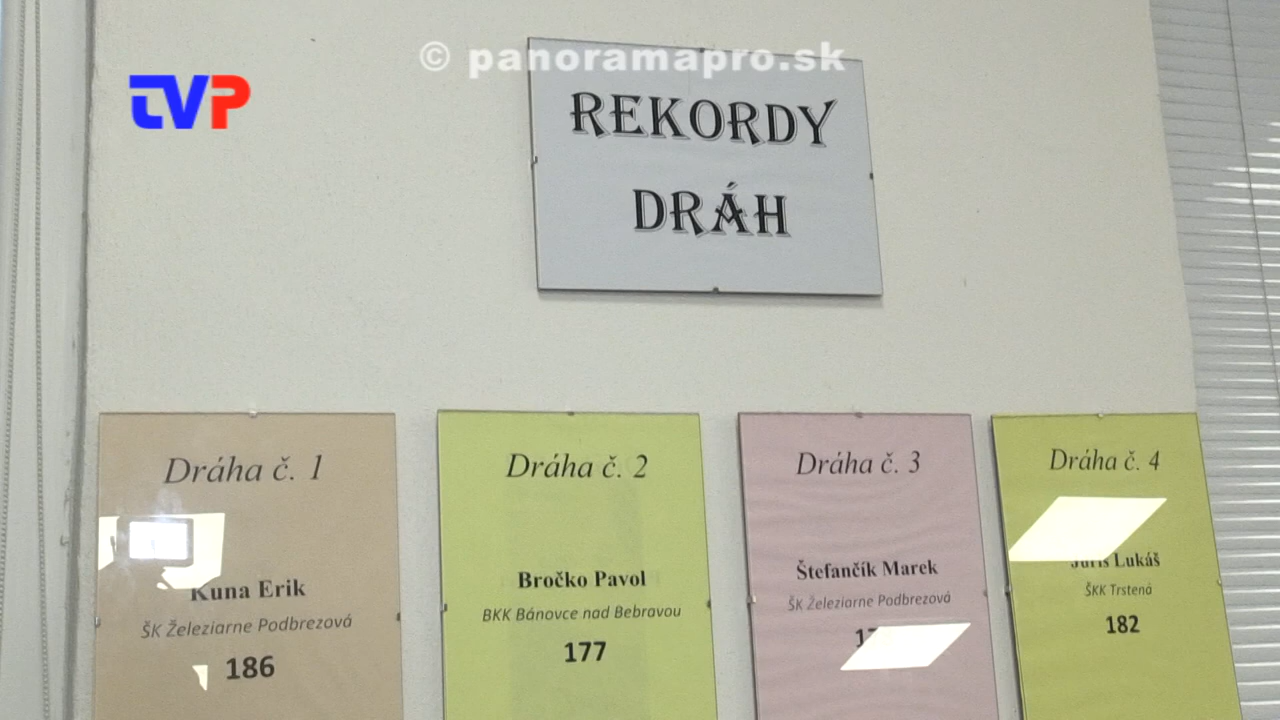 © panoramapro.sk
TVP
REKORDY
DRÁH
Dráha č. 1
Kuna Erik
ŠK Železiarne Podbrezová
186
Dráha č. 2
Bročko Pavol
BKK Bánovce nad Bebravou
177
Dráha č. 3
Štefančík Marek
ŠK Železiarne Podbrezová
Dráha č. 4
Lukáš
ŠKK Trstená
182